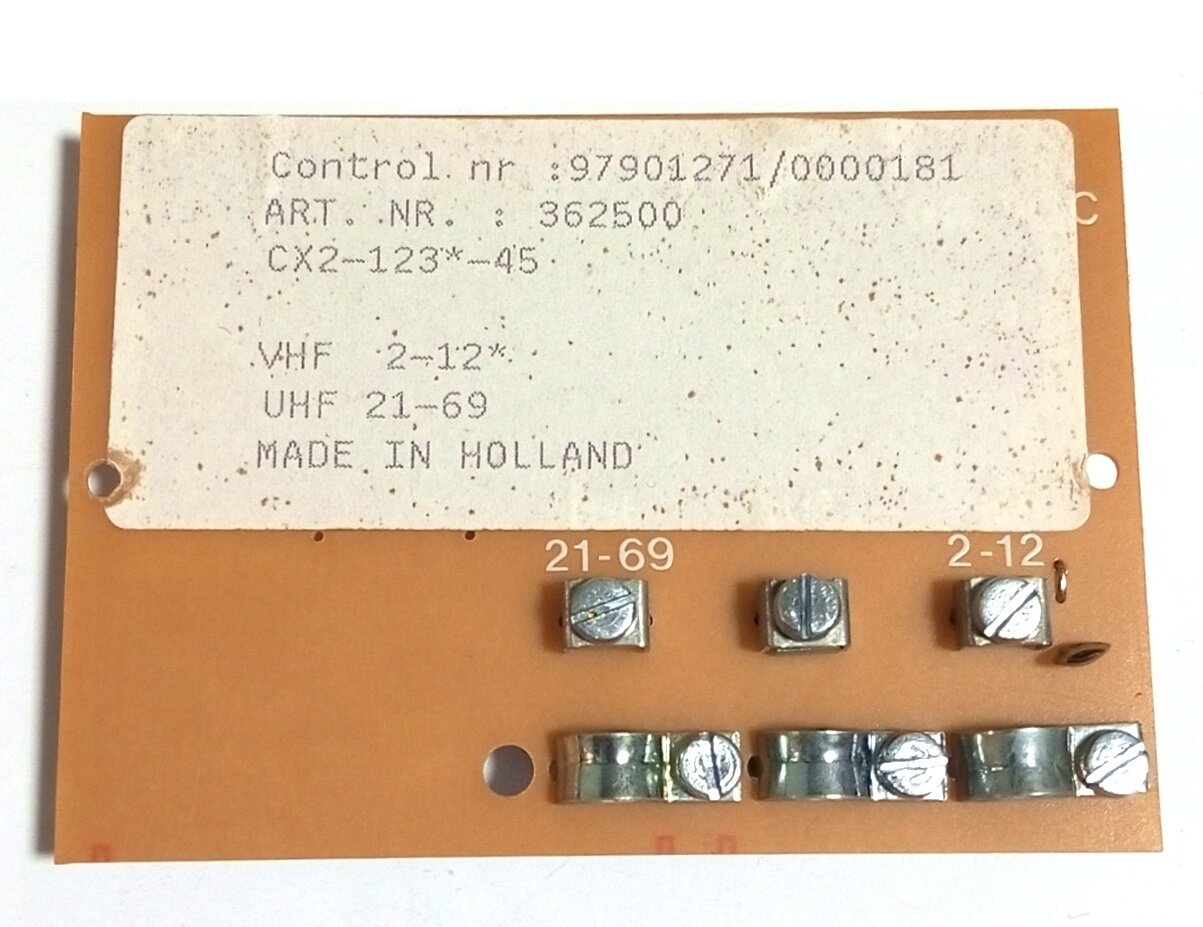 Control nr :97901271/0000181
ART. NR. : 362500
C
CX2-123*-45
VHF 2-12*
UHF 21-69
MADE IN HOLLAND
21-69 2-12